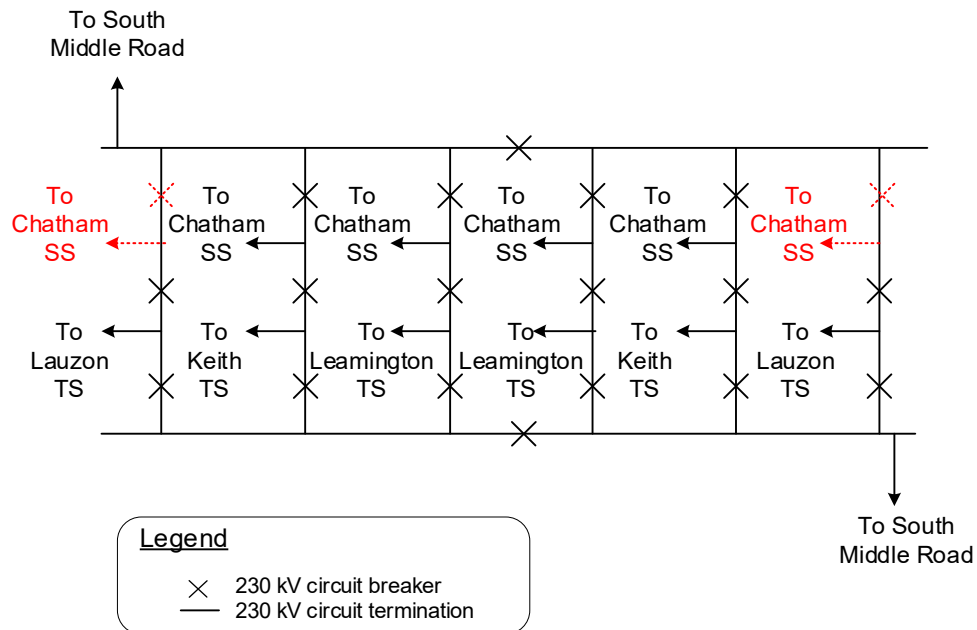 To South
Middle Road
To
Chatham
SS
To
Chatham
SS
To
Chatham
SS
To
Chatham
SS
To
Chatham
SS
To
Chatham
SS
To
Lauzon
TS
To
Keith
TS
To
Leamington
TS
To
Leamington
TS
To
Keith
TS
To
Lauzon
TS
To South
Middle Road
Legend
230 kV circuit breaker
230 kV circuit termination